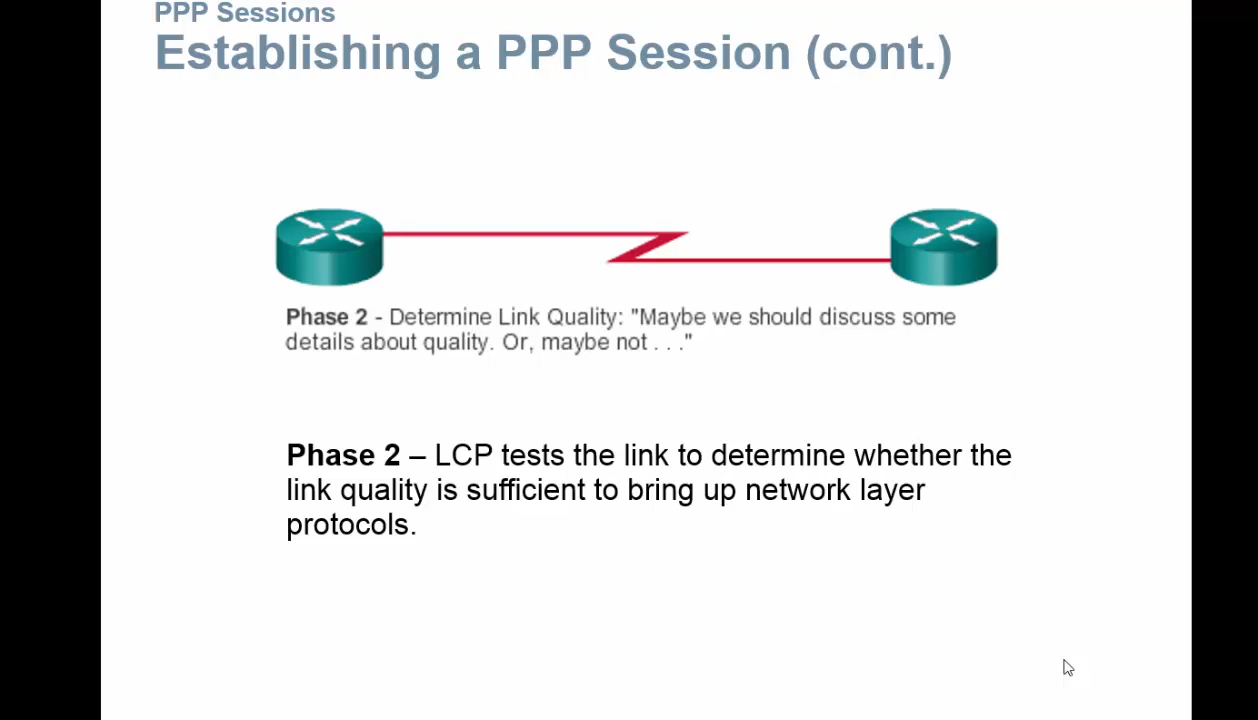 PPP Sessions
Establishing a PPP Session (cont.)
Phase 2 - Determine Link Quality: "Maybe we should discuss some
details about quality. Or, maybe not . . ."
Phase 2 – LCP tests the link to determine whether the
link quality is sufficient to bring up network layer
protocols.